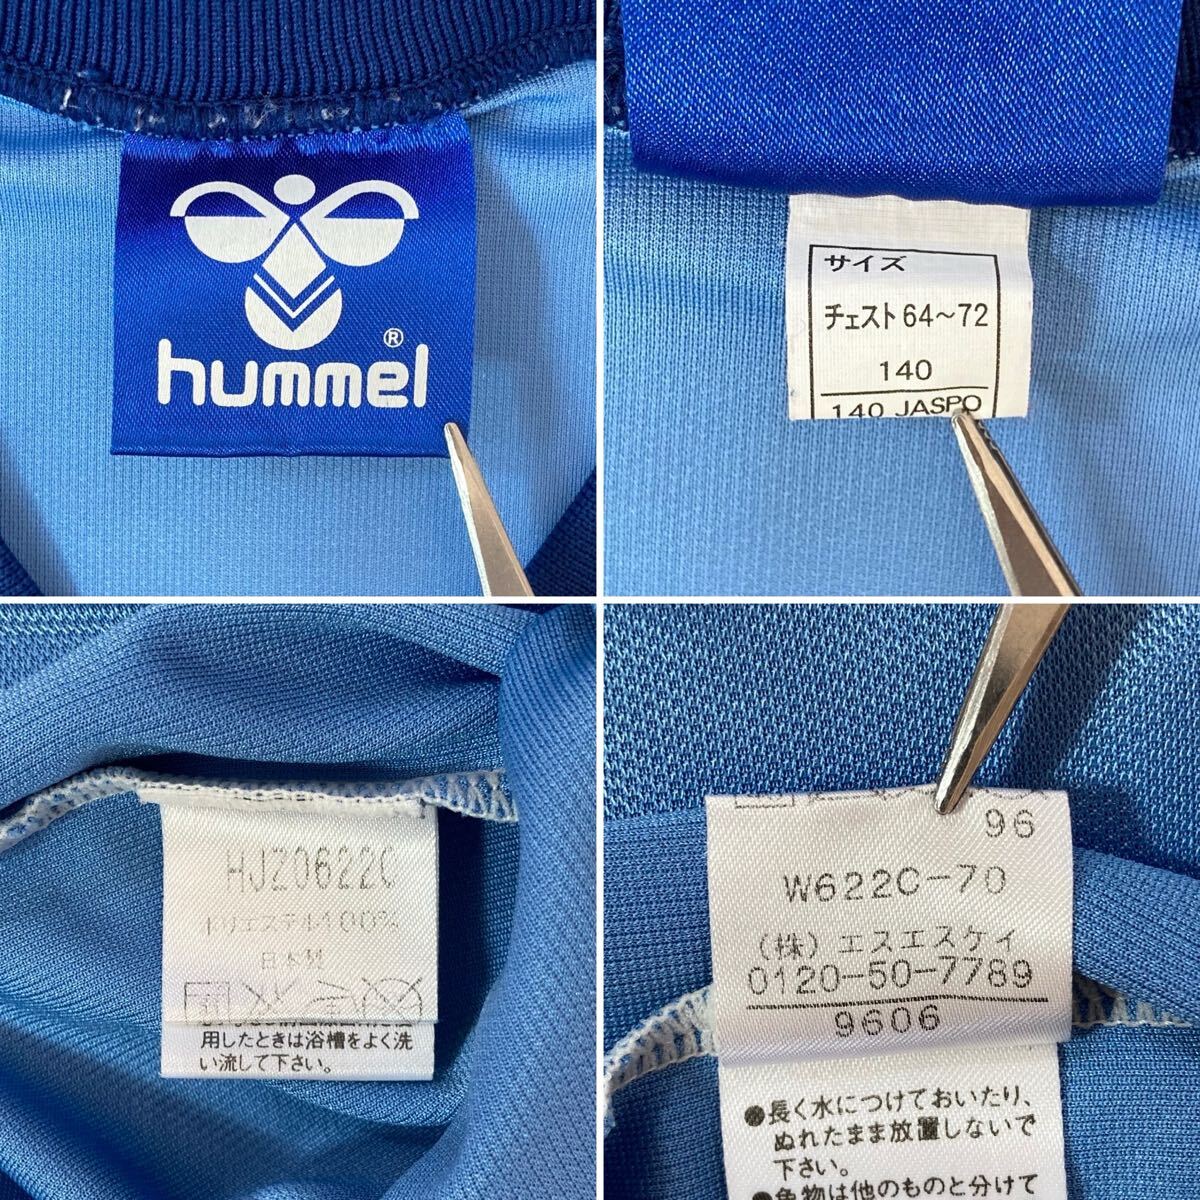 hummel®
サイズ
チェスト 64～72
140
140 JASPO
HJZ0622C
ポリエステル100%
日本製
用したときは浴槽をよく洗
い流して下さい。
96
W622C-70
(株) エスエスケイ
0120-50-7789
9606
●長く水につけておいたり、
ぬれたまま放置しないで
下さい。
●色物は他のものと分けて